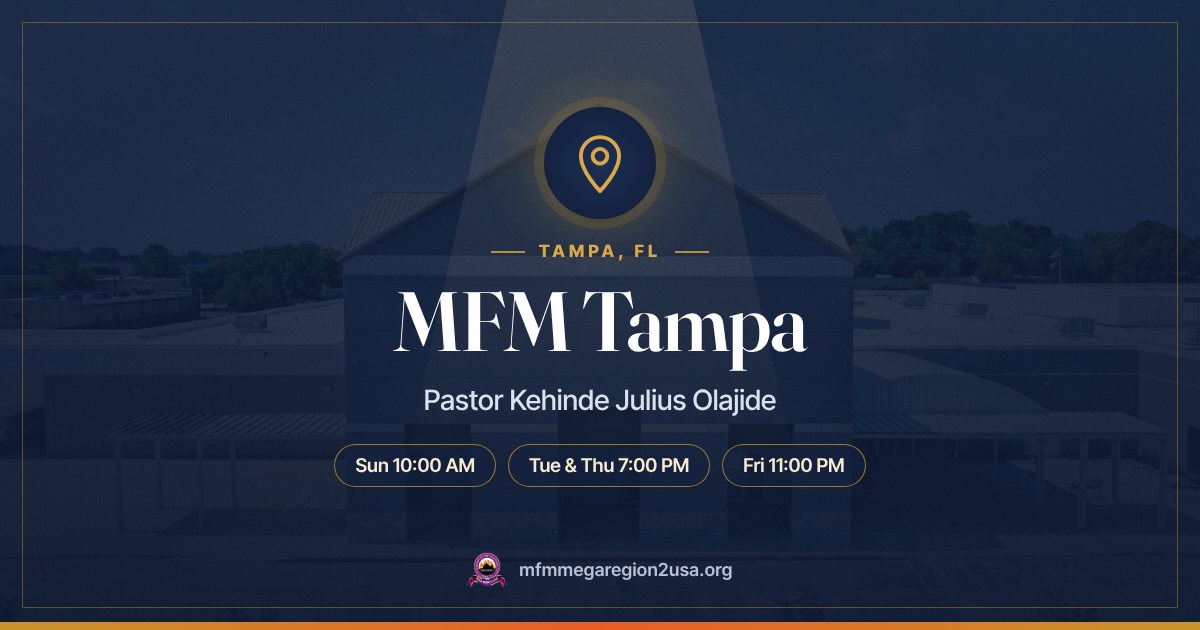 TAMPA, FL
MFM Tampa
Pastor Kehinde Julius Olajide
Sun 10:00 AM
Tue & Thu 7:00 PM
Fri 11:00 PM
mfmmegaregion2usa.org